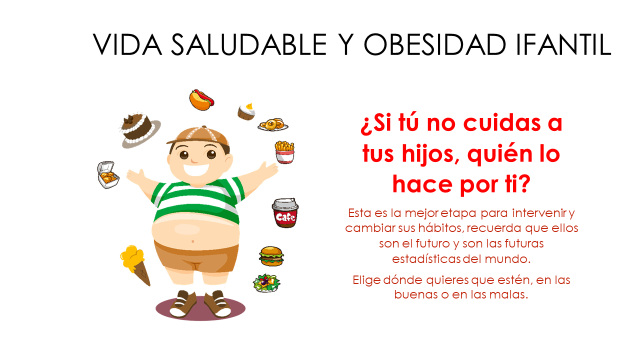 VIDA SALUDABLE Y OBESIDAD IFANTIL
¿Si tú no cuidas a
tus hijos, quién lo
hace por ti?
Esta es la mejor etapa para intervenir y
cambiar sus hábitos, recuerda que ellos
son el futuro y son las futuras
estadísticas del mundo.
Elige dónde quieres que estén, en las
buenas o en las malas.
Cafe